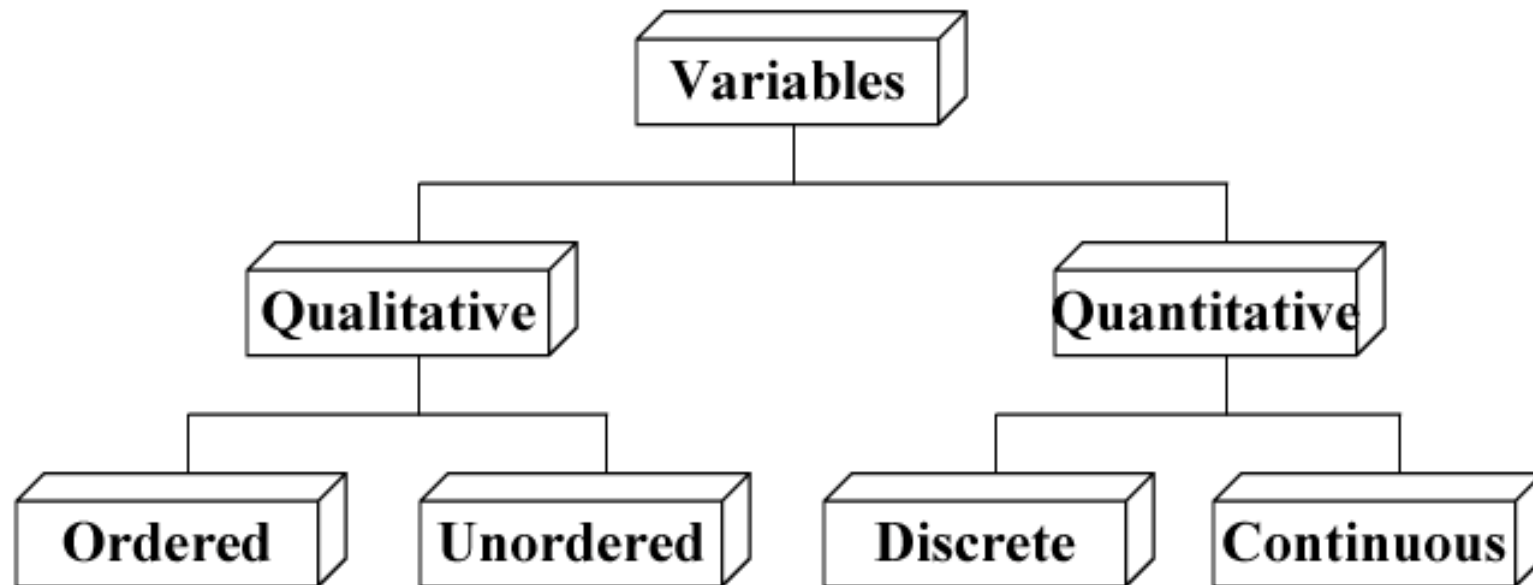 Variables
Qualitative
Quantitative
Ordered
Unordered
Discrete
Continuous